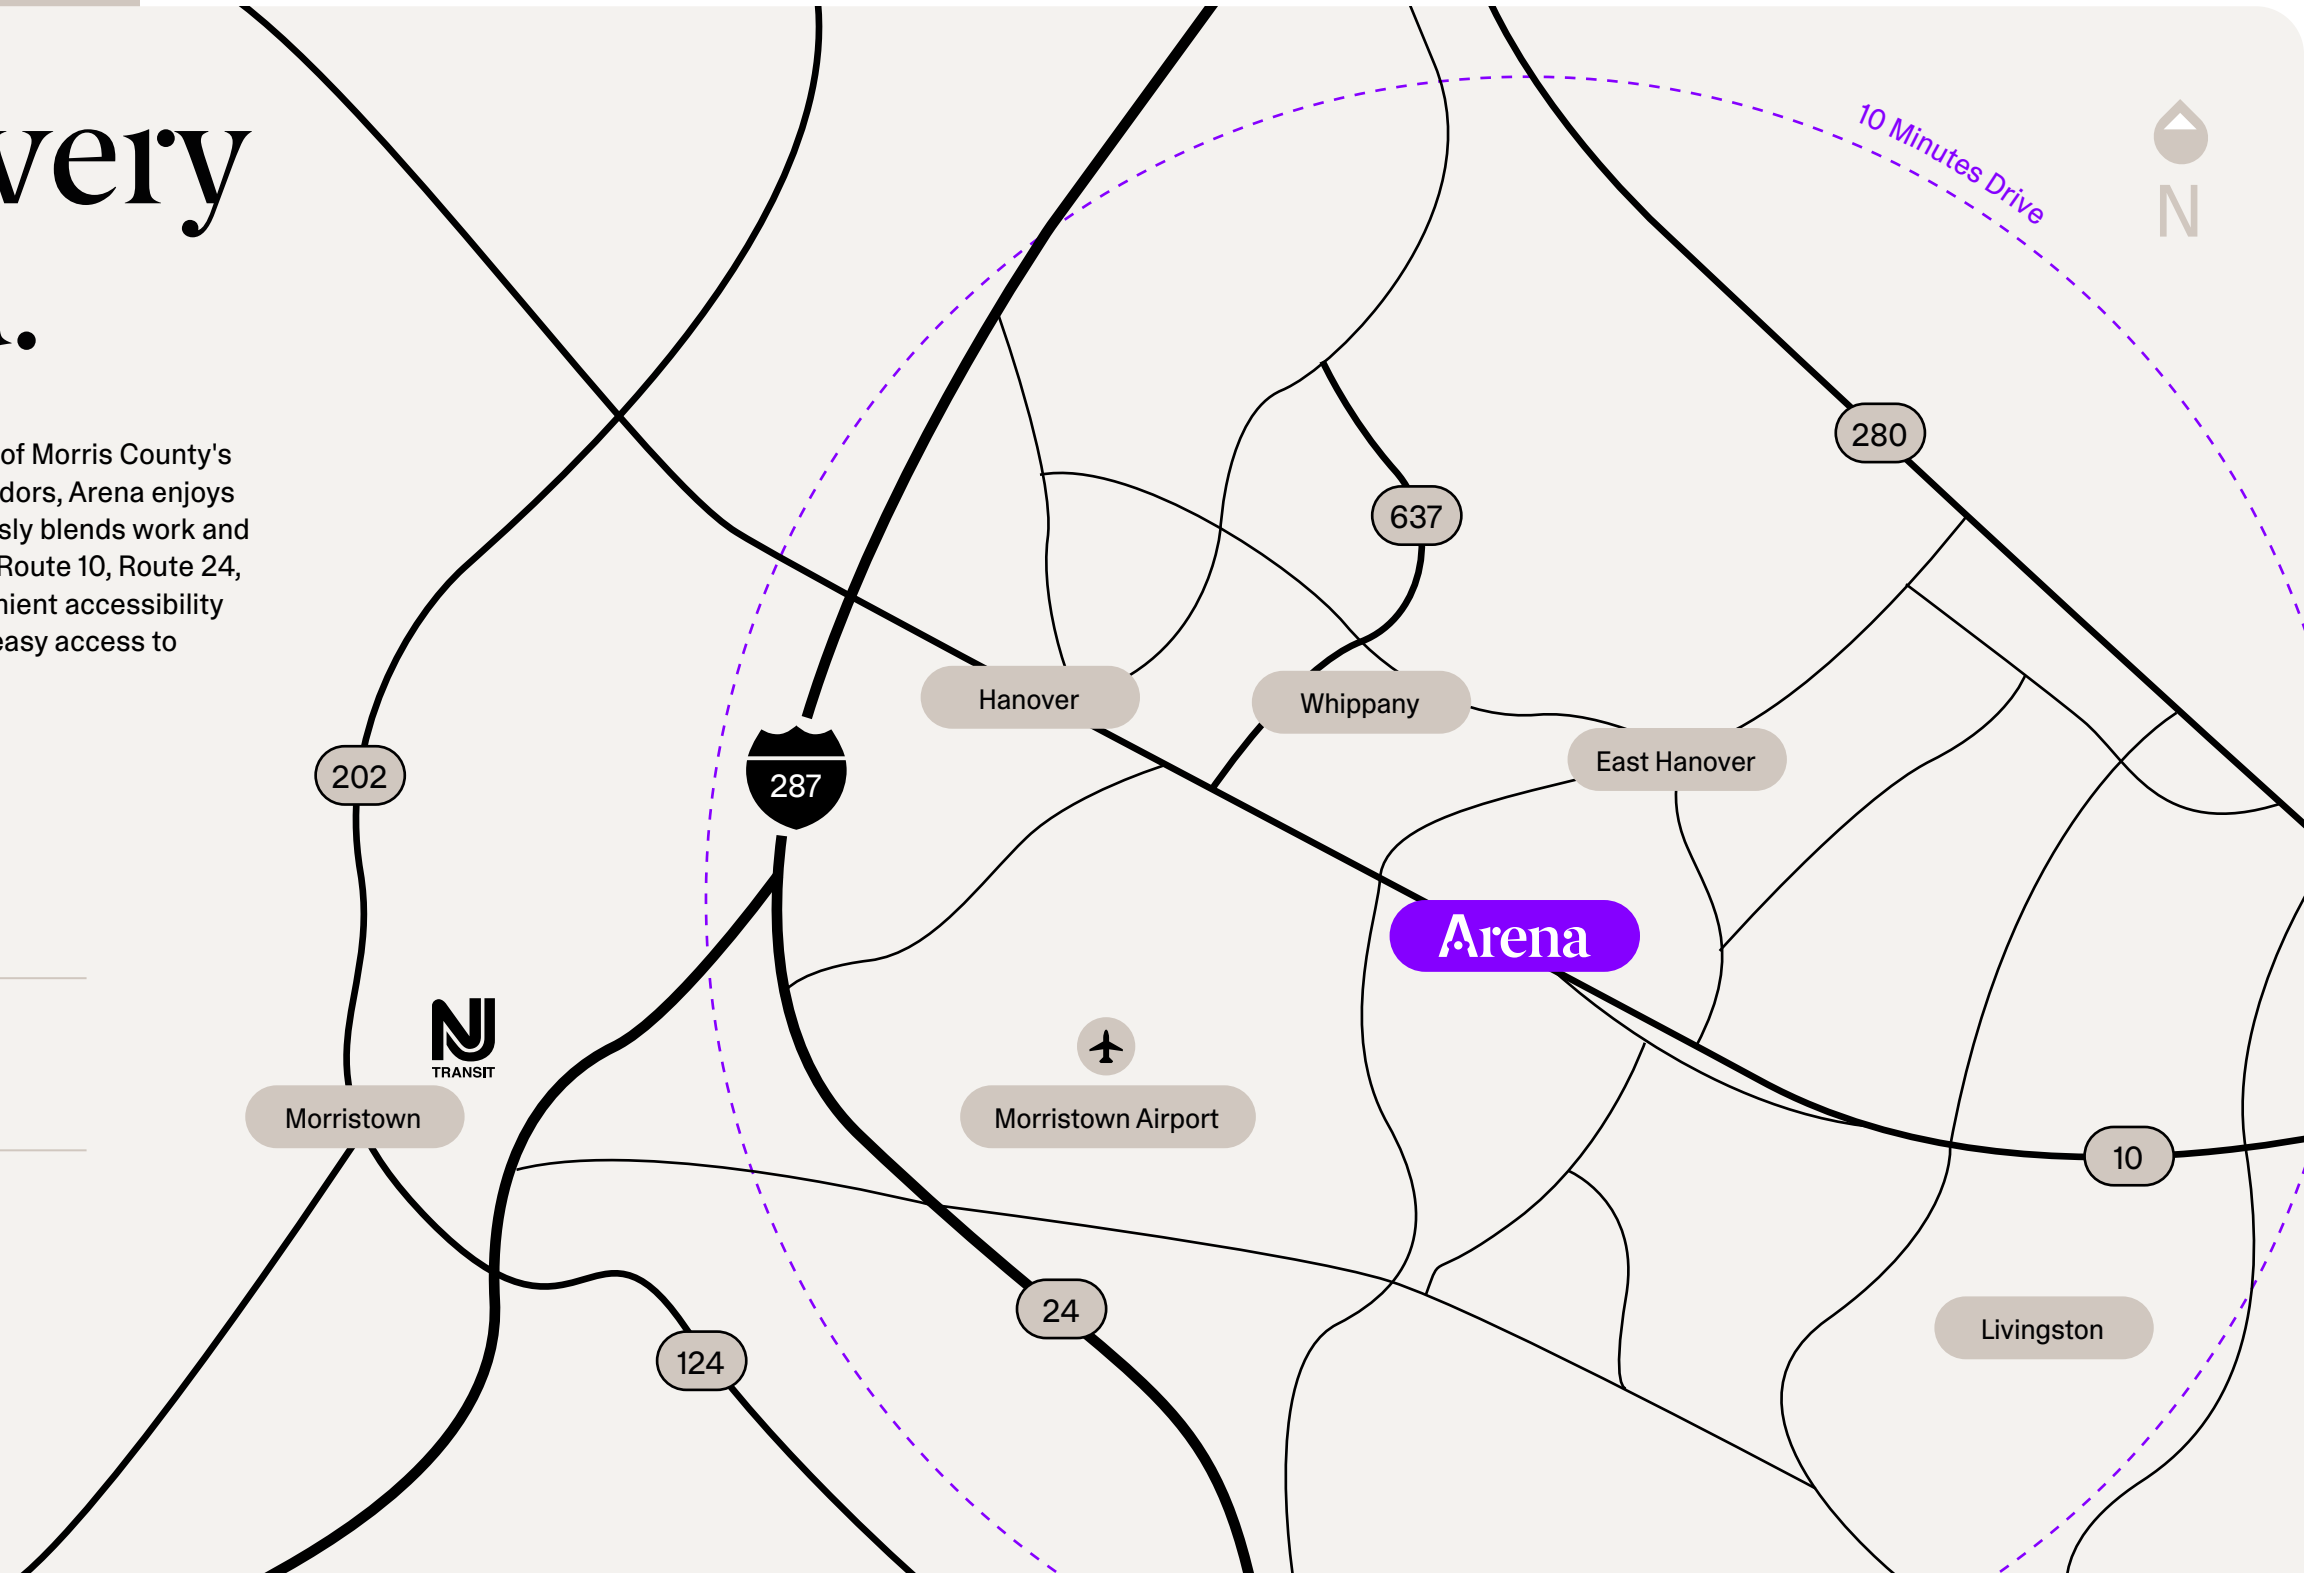 very
.
of Morris County's
dors, Arena enjoys
sly blends work and
Route 10, Route 24,
nient accessibility
easy access to
10 Minutes Drive
N
280
637
Hanover
Whippany
East Hanover
202
287
Arena
NJ
TRANSIT
Morristown
Morristown Airport
10
24
Livingston
124